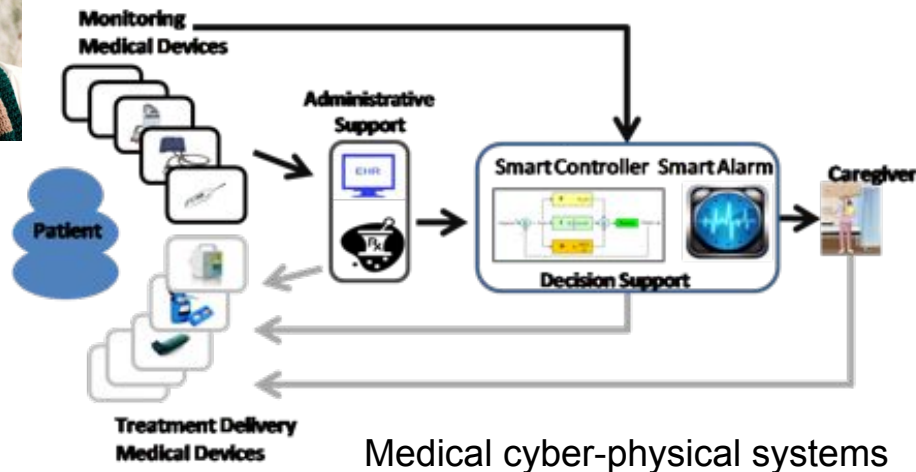 Monitoring
Medical Devices
Administrative
Support
EHR
Rx
Smart Controller Smart Alarm
Caregiver
Patient
Decision Support
Treatment Delivery
Medical Devices
Medical cyber-physical systems